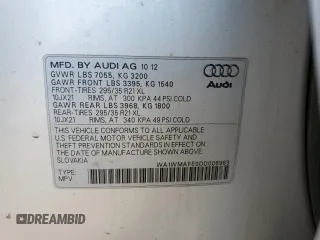 MFD. BY AUDI AG 10 12
GVWR LBS 7055, KG 3200
GAWR FRONT LBS 3395, KG 1540
FRONT-TIRES 295/35 R21 XL
10JX21 RIMS, AT 300 KPA 44 PSI COLD
GAWR REAR LBS 3968, KG 1800
REAR-TIRES 295/35 R21 XL
10JX21 RIMS, AT 340 KPA 49 PSI COLD
Audi
THIS VEHICLE CONFORMS TO ALL APPLICABLE
U.S. FEDERAL MOTOR VEHICLE SAFETY AND
THEFT PREVENTION STANDARDS IN EFFECT ON
THE DATE OF MANUFACTURE SHOWN ABOVE.
SLOVAKIA
TYPE:
MPV
© DIREKTMOBIL
AUTOBIDMASTER